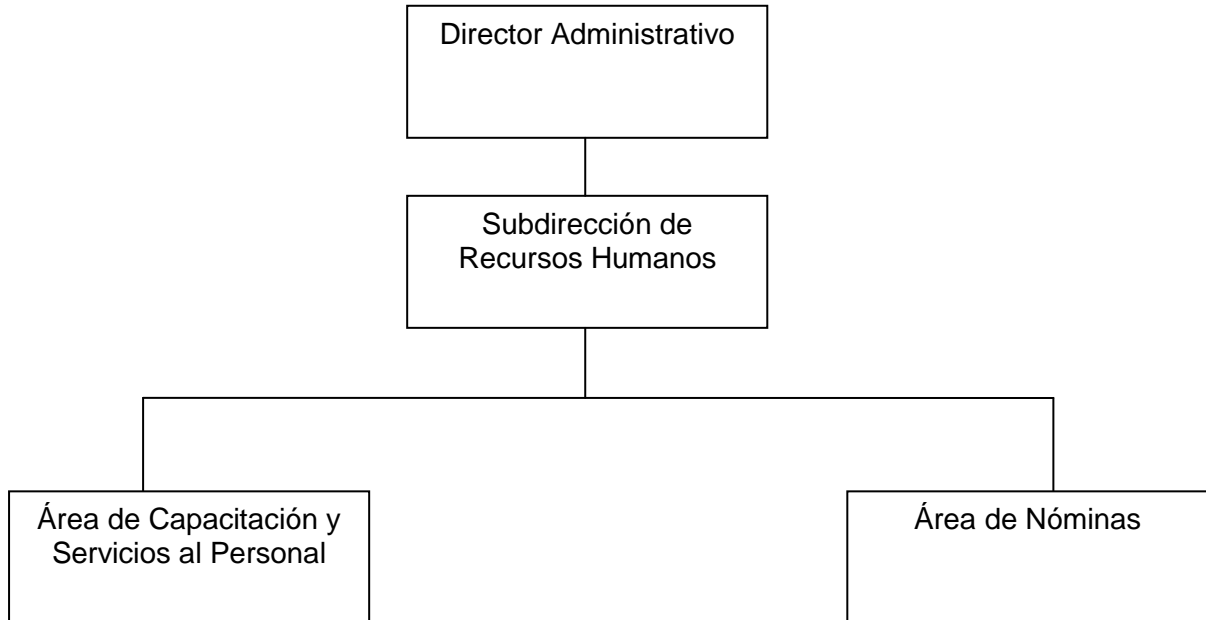 Director Administrativo
Subdirección de
Recursos Humanos
Área de Capacitación y
Servicios al Personal
Área de Nóminas